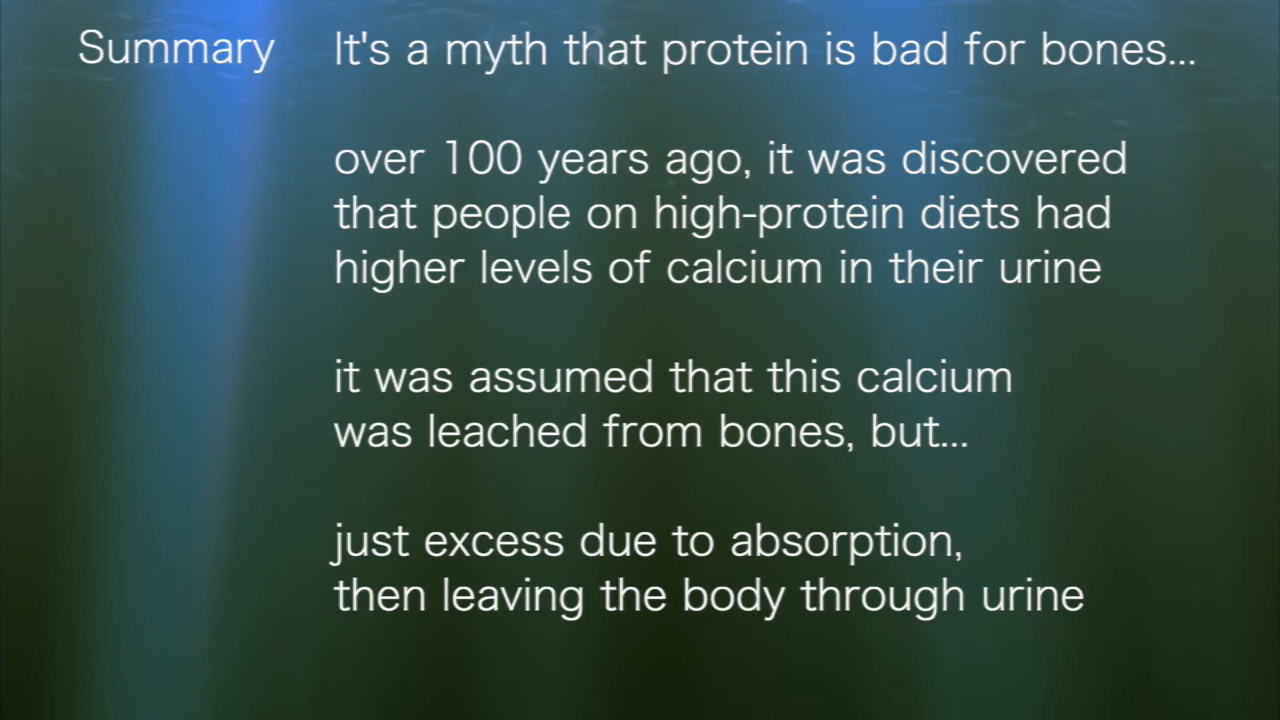 Summary
It's a myth that protein is bad for bones...
over 100 years ago, it was discovered
that people on high-protein diets had
higher levels of calcium in their urine
it was assumed that this calcium
was leached from bones, but...
just excess due to absorption,
then leaving the body through urine